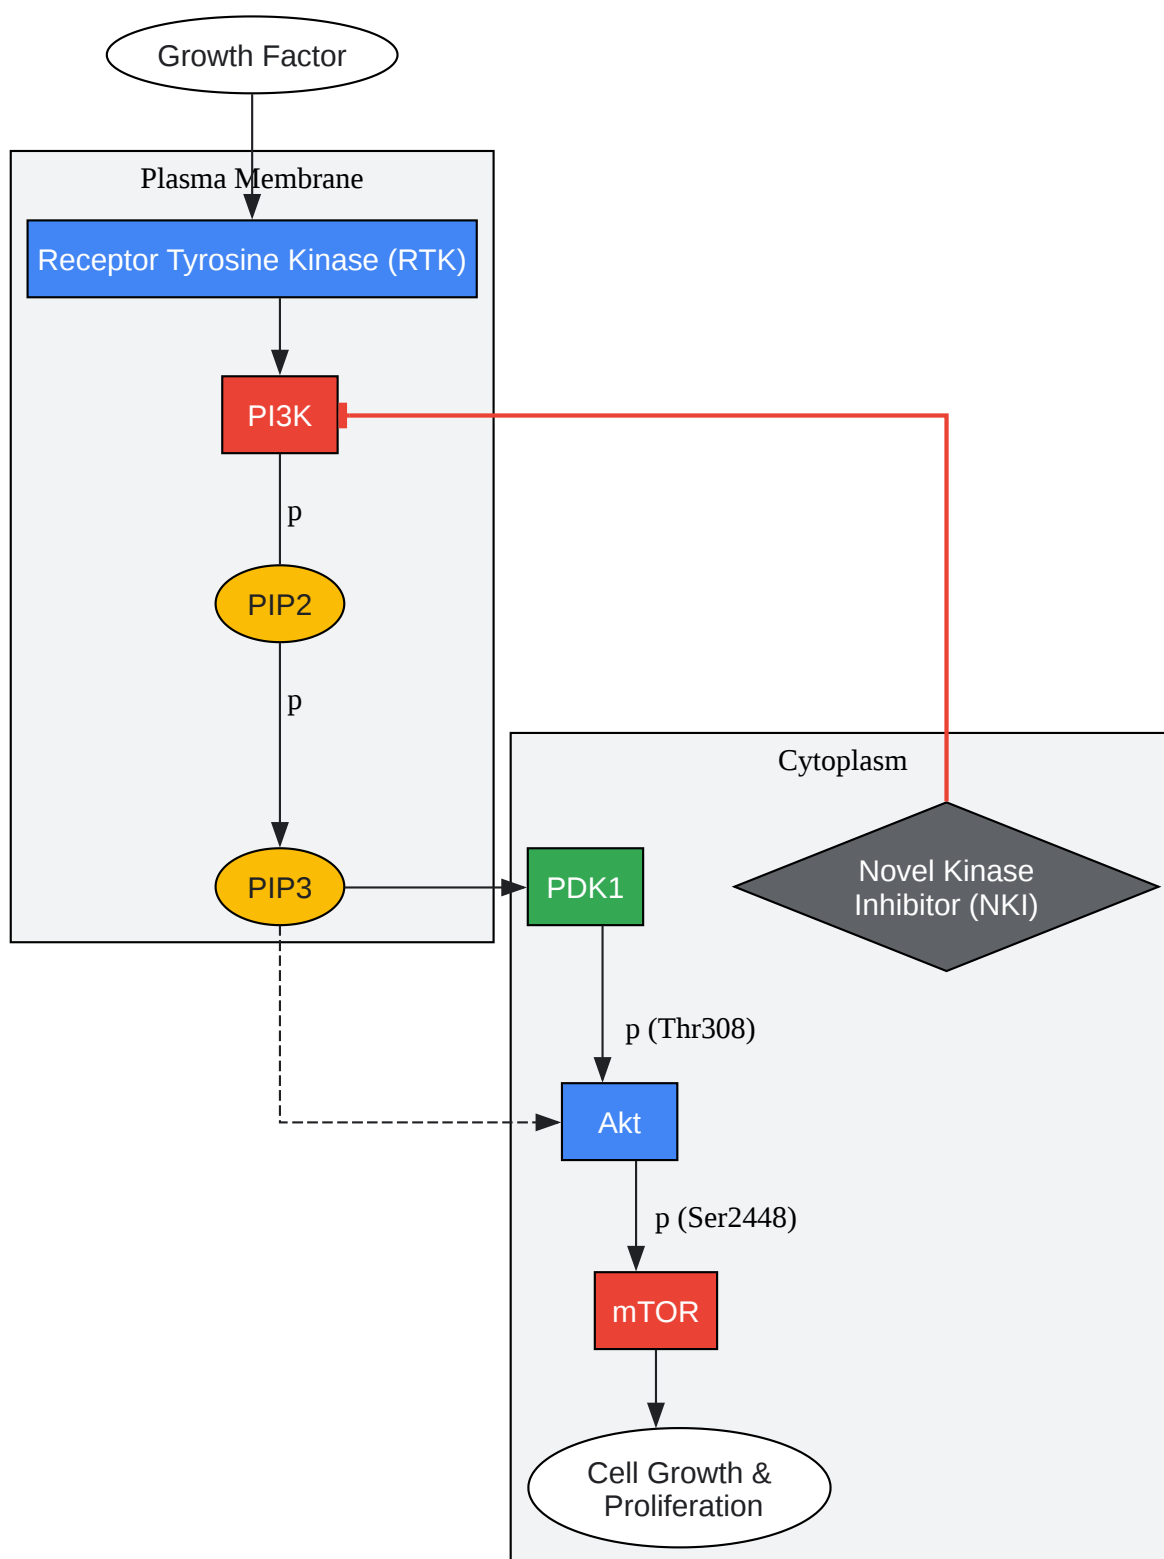 Growth Factor
Plasma Membrane
Receptor Tyrosine Kinase (RTK)
PI3K
p
PIP2
p
Cytoplasm
PIP3
PDK1
Novel Kinase
Inhibitor (NKI)
p (Thr308)
Akt
p (Ser2448)
mTOR
Cell Growth &
Proliferation